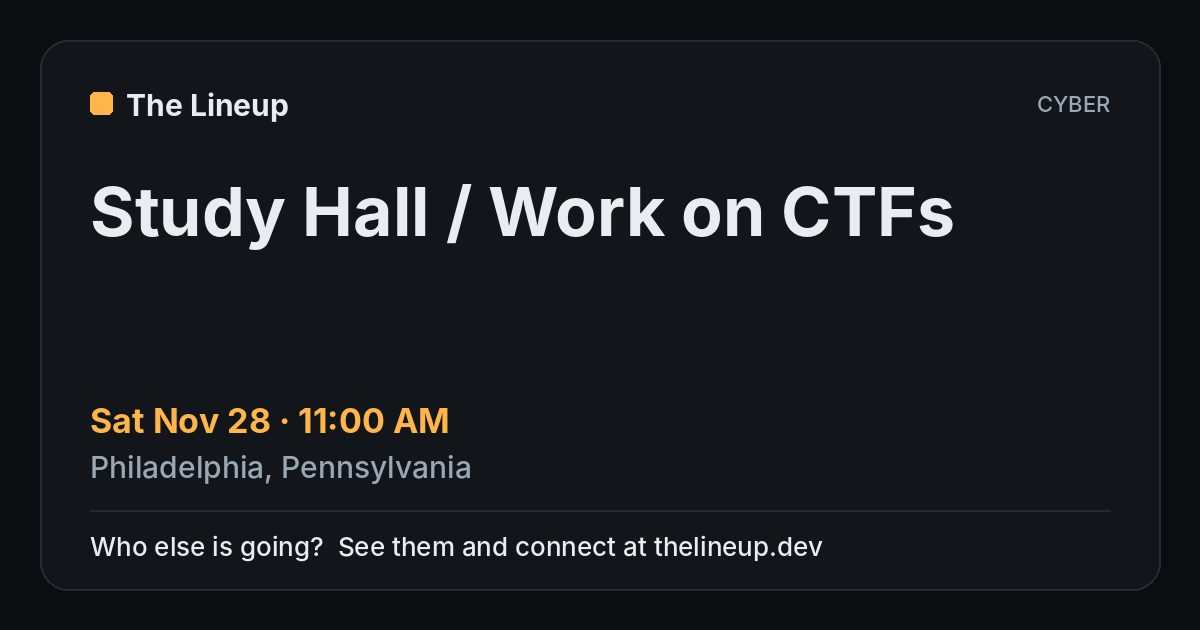 The Lineup
CYBER
Study Hall / Work on CTFs
Sat Nov 28 · 11:00 AM
Philadelphia, Pennsylvania
Who else is going?  See them and connect at thelineup.dev